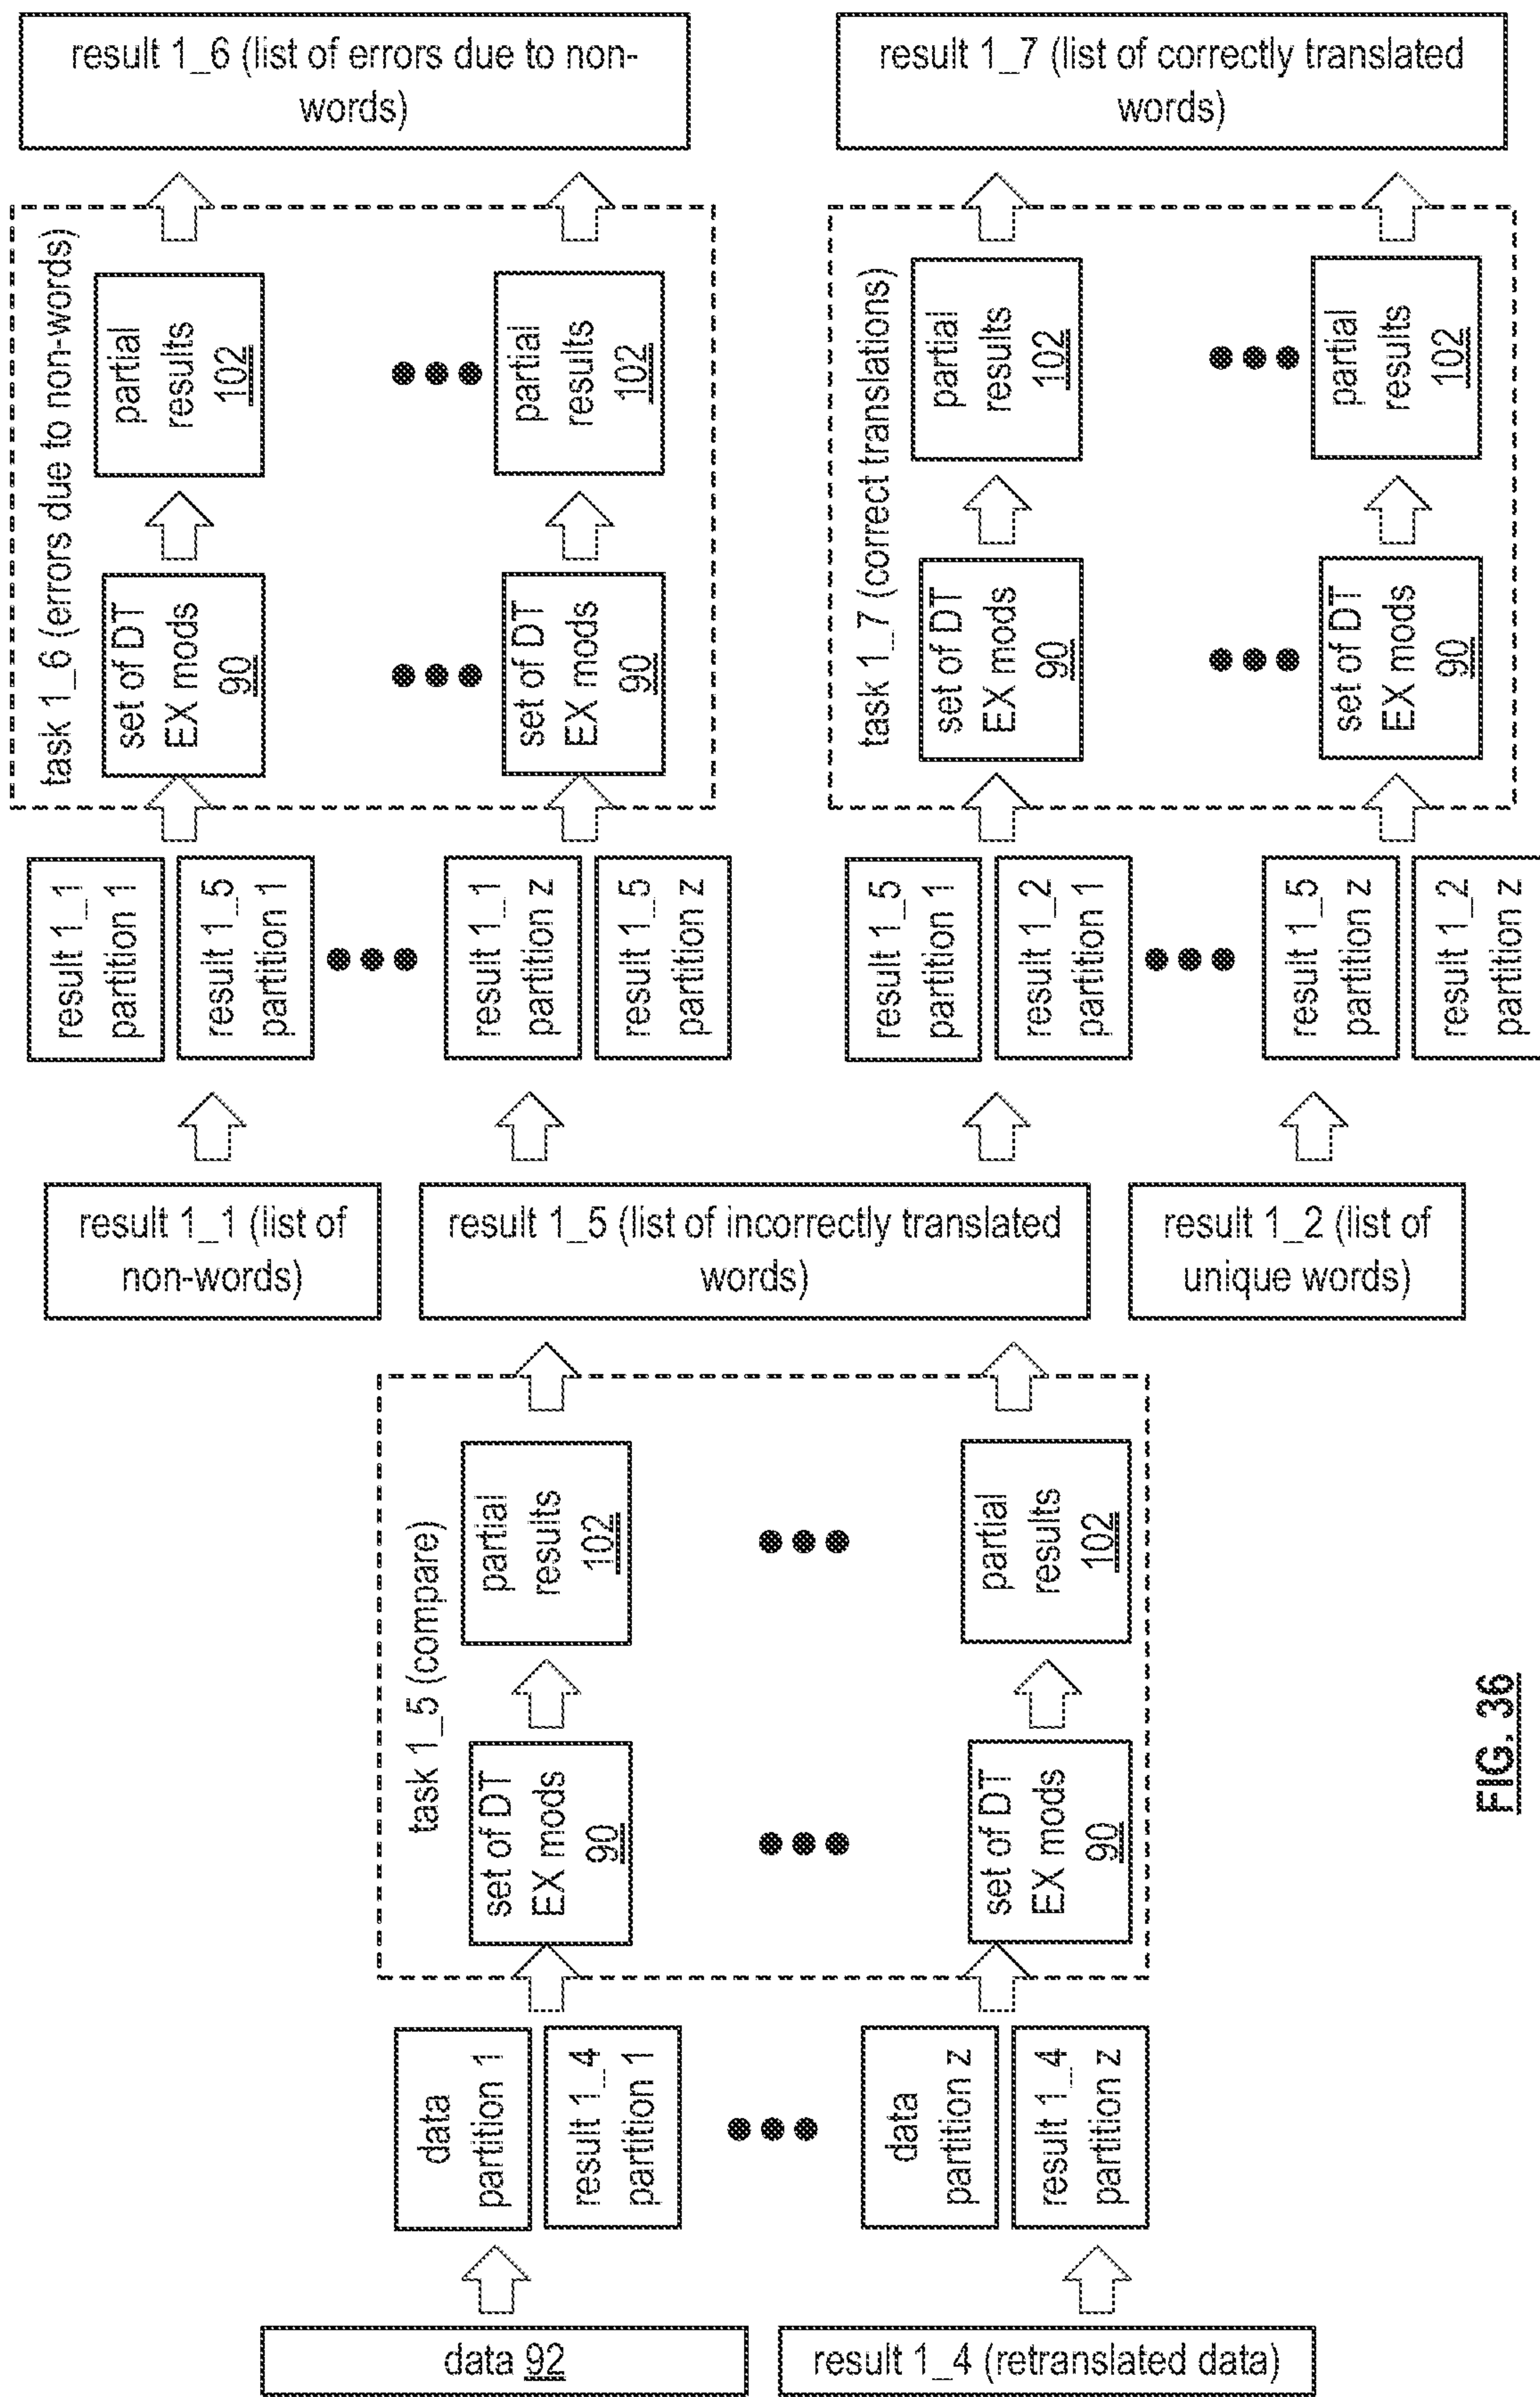 data 92
result 1_4 (retranslated data)
data
partition 1
result 1_4
partition 1
data
partition z
result 1_4
partition z
task 1_5 (compare)
set of DT
EX mods
90
partial
results
102
set of DT
EX mods
90
partial
results
102
result 1_1 (list of
non-words)
result 1_5 (list of incorrectly translated
words)
result 1_2 (list of
unique words)
result 1_1
partition 1
result 1_5
partition 1
result 1_1
partition z
result 1_5
partition z
task 1_6 (errors due to non-words)
set of DT
EX mods
90
partial
results
102
set of DT
EX mods
90
partial
results
102
result 1_6 (list of errors due to non-
words)
result 1_5
partition 1
result 1_2
partition 1
result 1_5
partition z
result 1_2
partition z
task 1_7 (correct translations)
set of DT
EX mods
90
partial
results
102
set of DT
EX mods
90
partial
results
102
result 1_7 (list of correctly translated
words)
FIG. 36